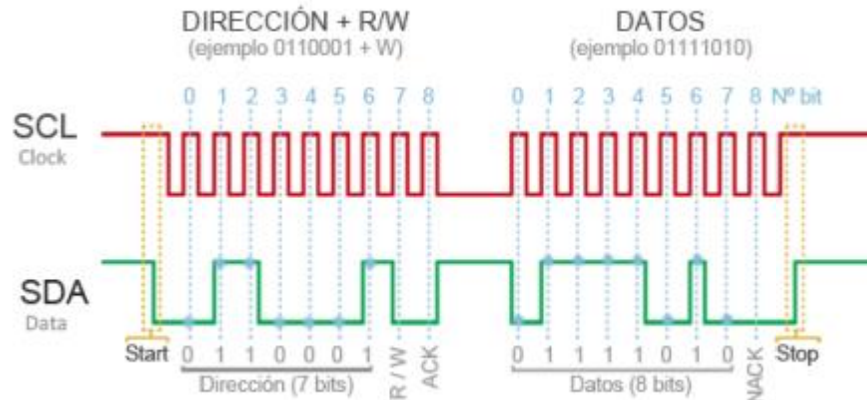 DIRECCIÓN + R/W
(ejemplo 0110001 + W)
DATOS
(ejemplo 01111010)
0 1 2 3 4 5 6 7 8
0 1 2 3 4 5 6 7 8 Nº bit
SCL
Clock
SDA
Data
Start
0 1 1 0 0 0 1
R / W
ACK
0 1 1 1 1 0 1 0
NACK
Stop
Dirección (7 bits)
Datos (8 bits)